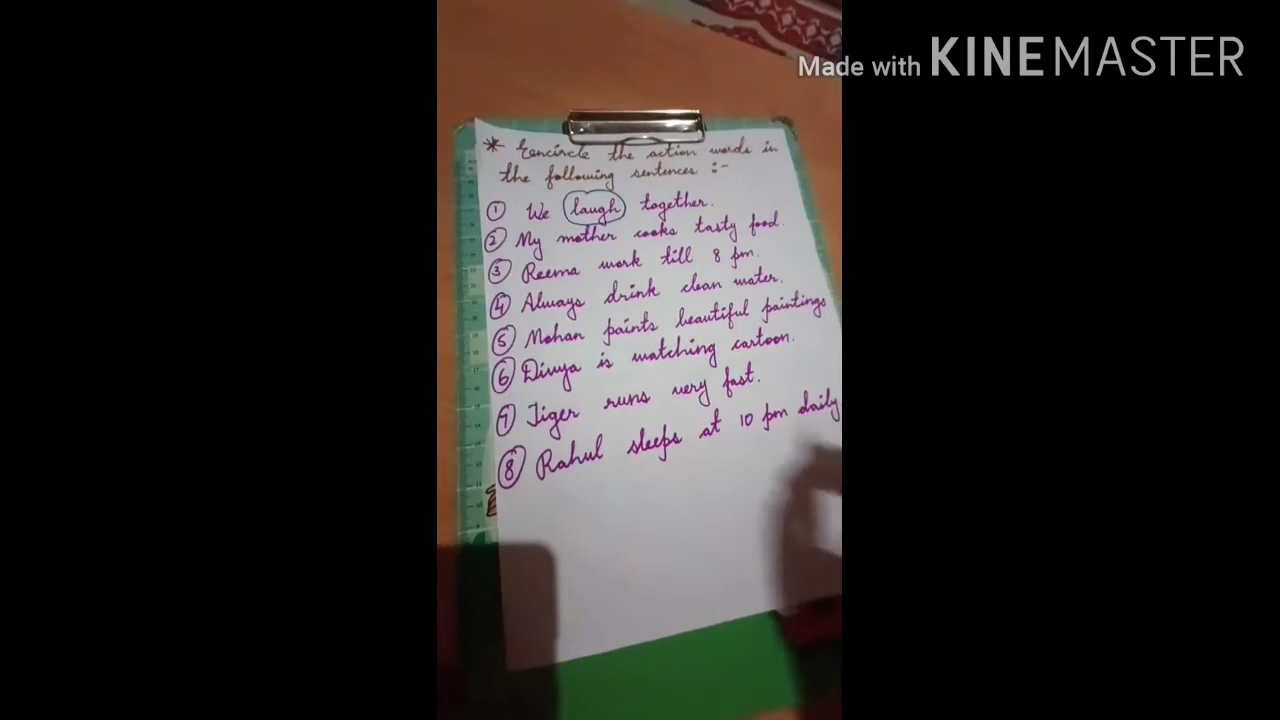 Made with KINEMASTER
* Eencircle the action words in
the following sentences :-
① We laugh together.
② My mother cooks tasty food.
③ Reema work till 8 pm.
④ Always drink clean water.
⑤ Mohan paints beautiful paintings
⑥ Divya is watching cartoon.
⑦ Tiger runs very fast.
⑧ Rahul sleeps at 10 pm daily